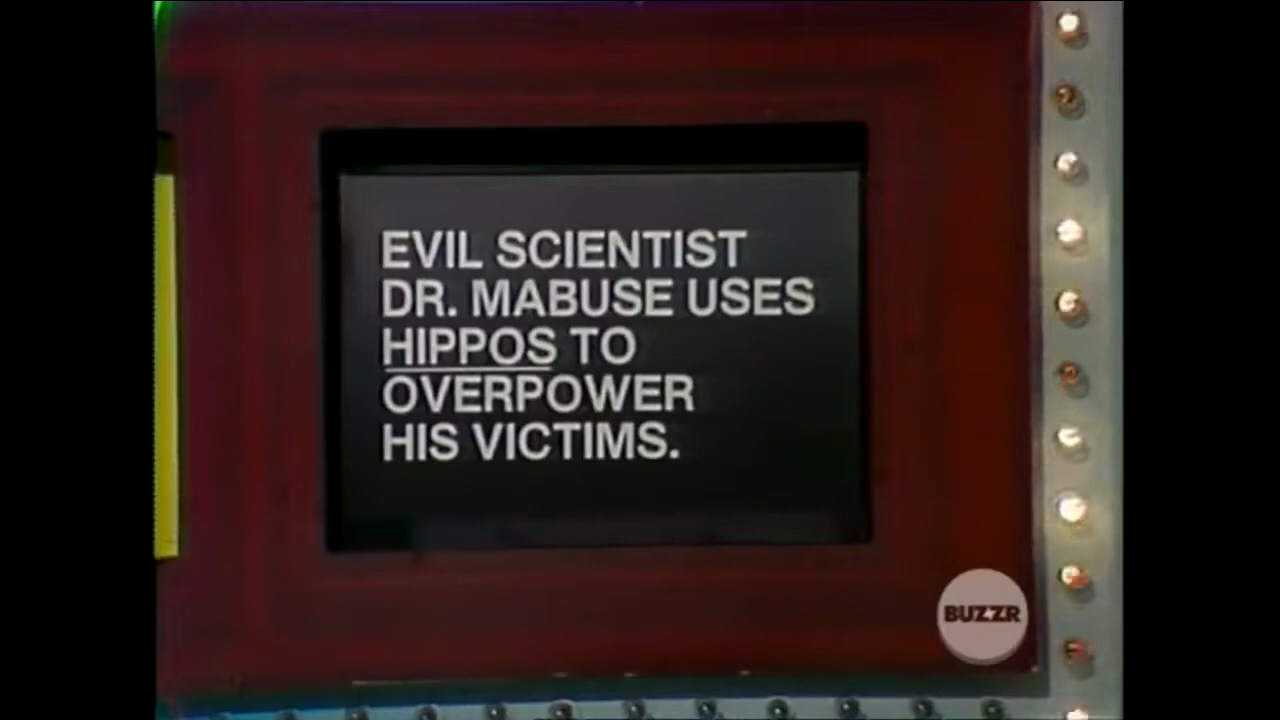 EVIL SCIENTIST
DR. MABUSE USES
HIPPOS TO
OVERPOWER
HIS VICTIMS.
BUZZR